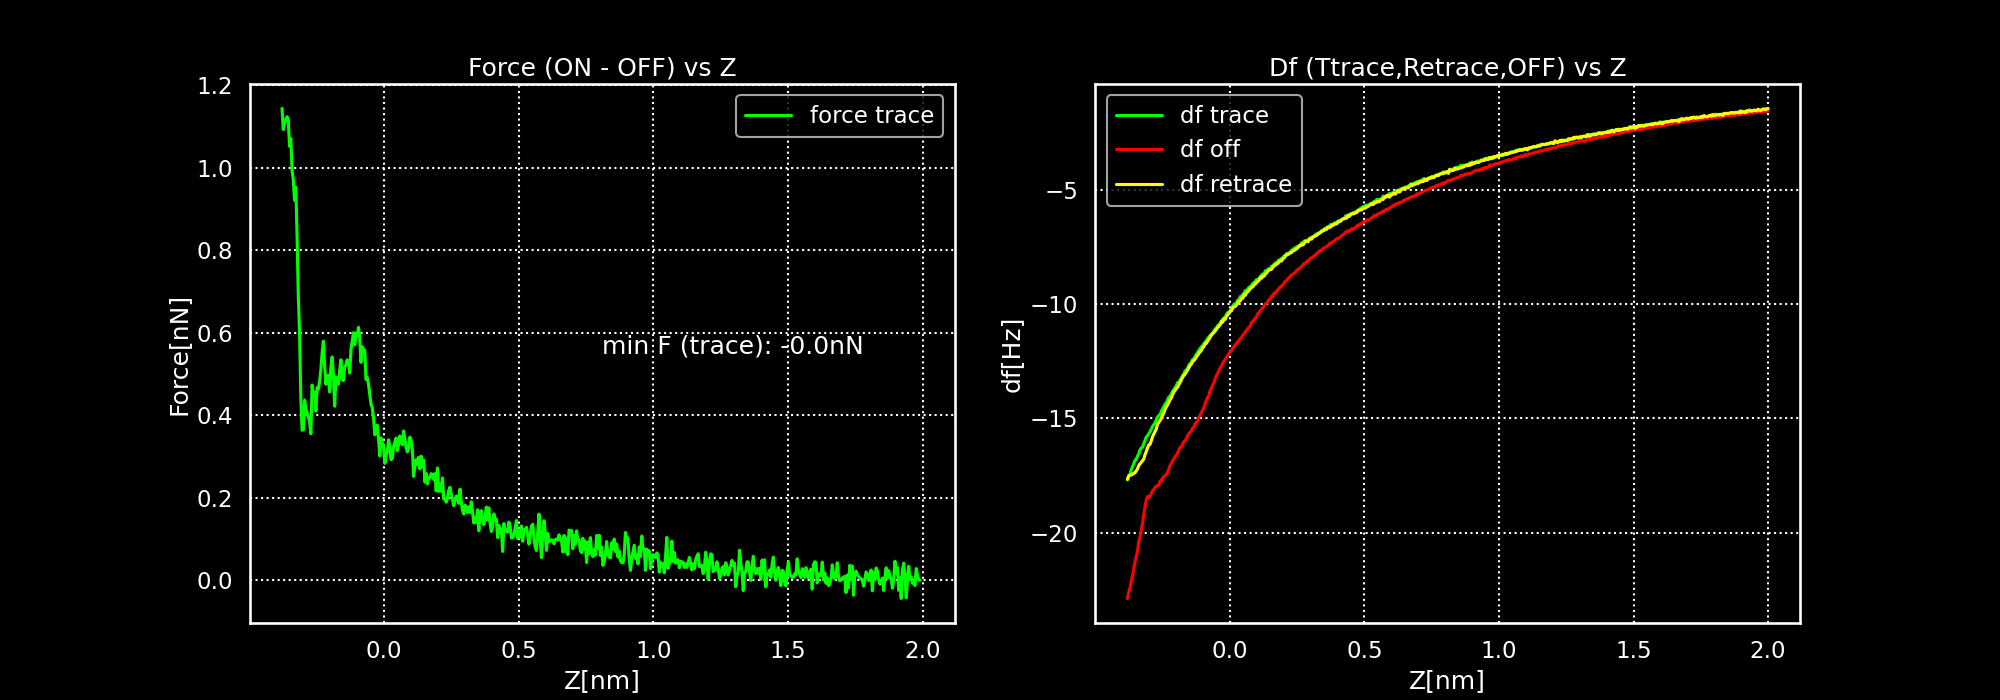 Force (ON - OFF) vs Z
1.2
1.0
0.8
0.6
0.4
0.2
0.0
Force[nN]
force trace
min F (trace): -0.0nN
0.0 0.5 1.0 1.5 2.0
Z[nm]
Df (Ttrace,Retrace,OFF) vs Z
df trace
df off
df retrace
−5
−10
−15
−20
df[Hz]
0.0 0.5 1.0 1.5 2.0
Z[nm]